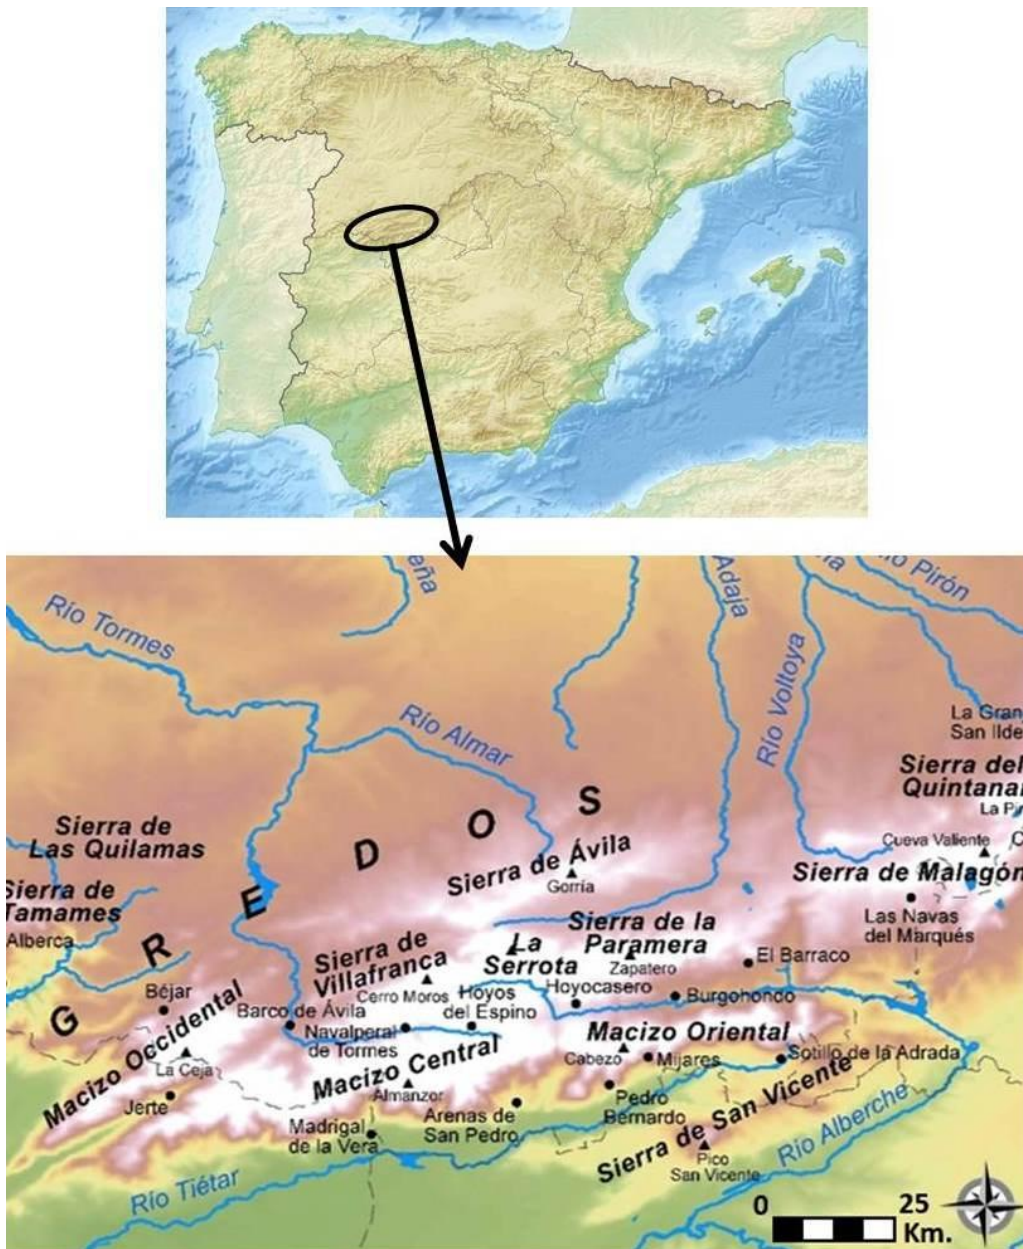 eña
Adaja
Río Pirón
Río Tormes
Río Almar
Río Voltoya
La Gran
San Ilde
Sierra del
Quintanar
La Pi
Cueva Valiente
Sierra de Malagón
Las Navas
del Marqués
Sierra de
Las Quilamas
Sierra de
Tamames
Alberca
GREDOS
Sierra de Ávila
Gorría
Sierra de
Villafranca
Cerro Moros
La
Serrota
Sierra de la
Paramera
Zapatero
El Barraco
Hoyocasero
Burgohondo
Béjar
Barco de Ávila
Navalperal
de Tormes
Hoyos
del Espino
Macizo Occidental
La Ceja
Jerte
Macizo Central
Almanzor
Macizo Oriental
Cabezo
Mijares
Sotillo de la Adrada
Pedro
Bernardo
Arenas de
San Pedro
Madrigal
de la Vera
Sierra de San Vicente
Pico
San Vicente
Río Tiétar
Río Alberche
0 25
Km.